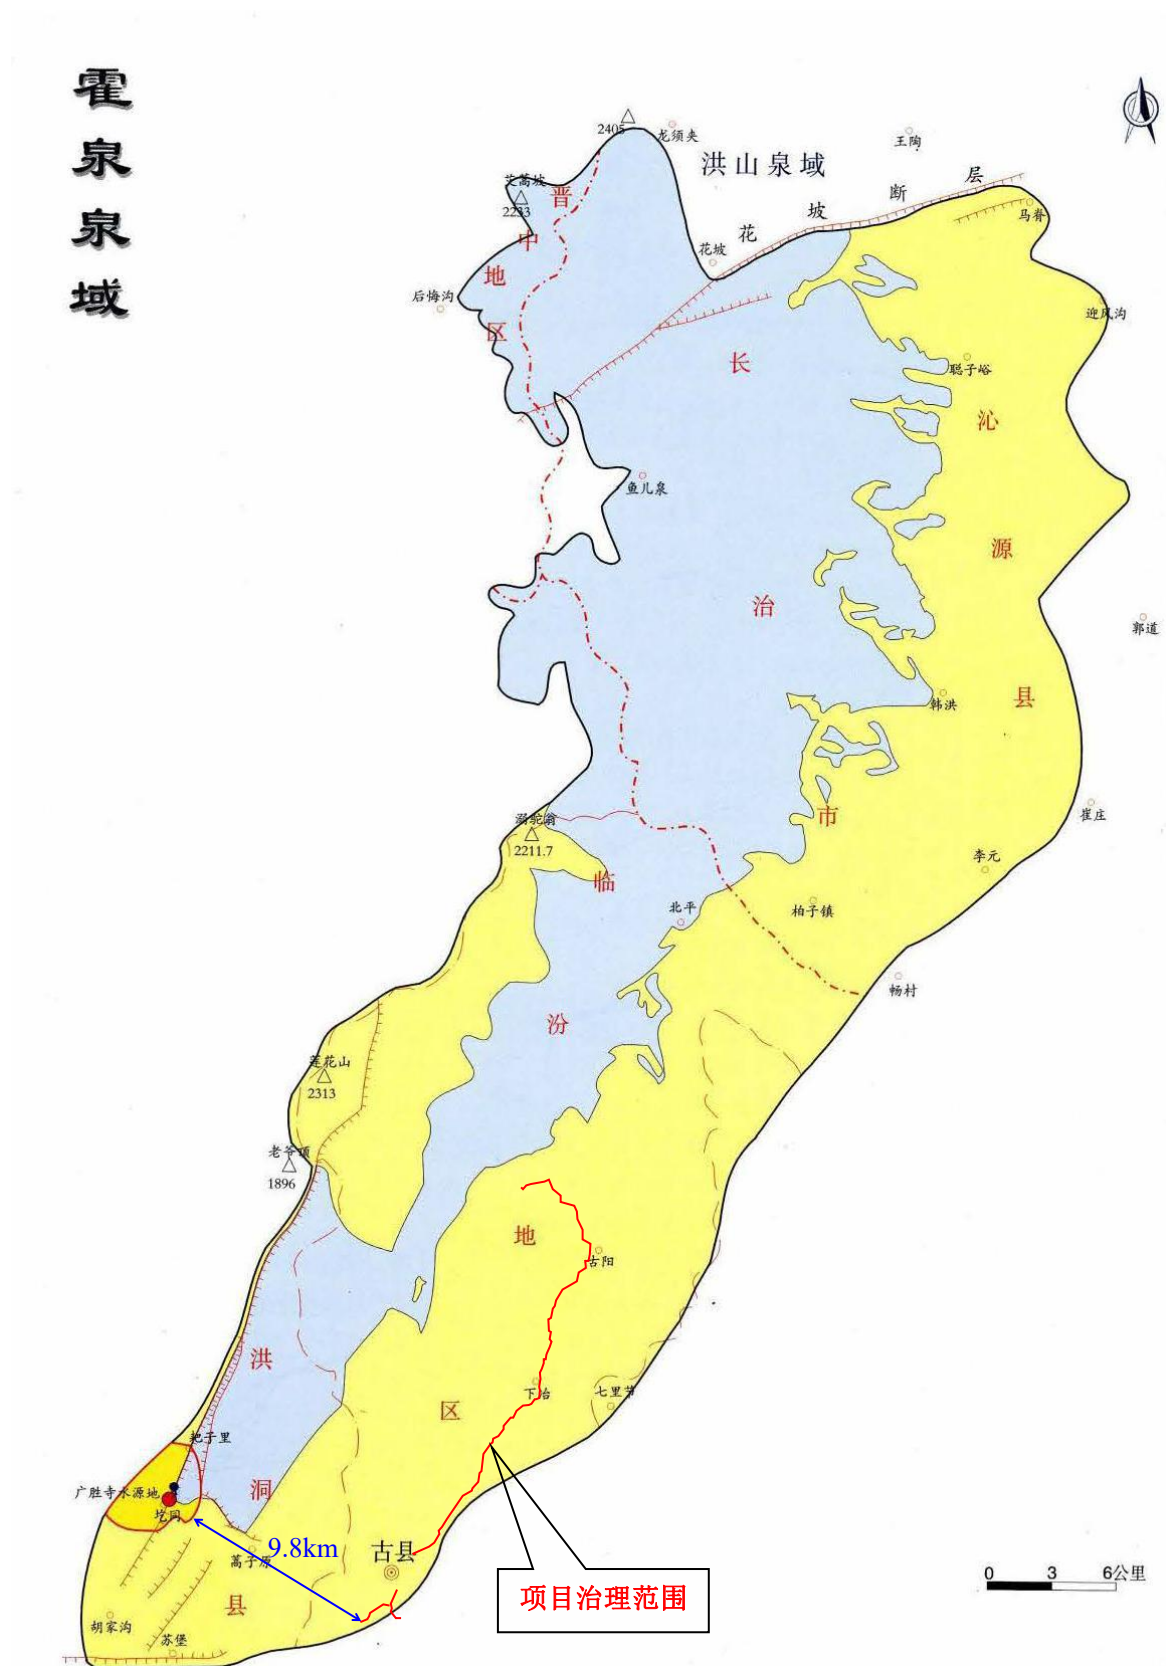 霍泉泉域
2405
龙须夹
王陶
洪山泉域
花坡断层
艾蒿坡
2233
马脊
晋中地区
花坡
后悔沟
迎风沟
长治市
聪子峪
沁源县
鱼儿泉
郭道
韩洪
崔庄
2211.7
李元
临汾地区
北平
柏子镇
畅村
莲花山
2313
老爷顶
1896
古阳
洪洞县
下冶
七里节
耙子里
广胜寺水源地
圪同
9.8km
蒿子原
古县
项目治理范围
0 3 6公里
胡家沟
苏堡